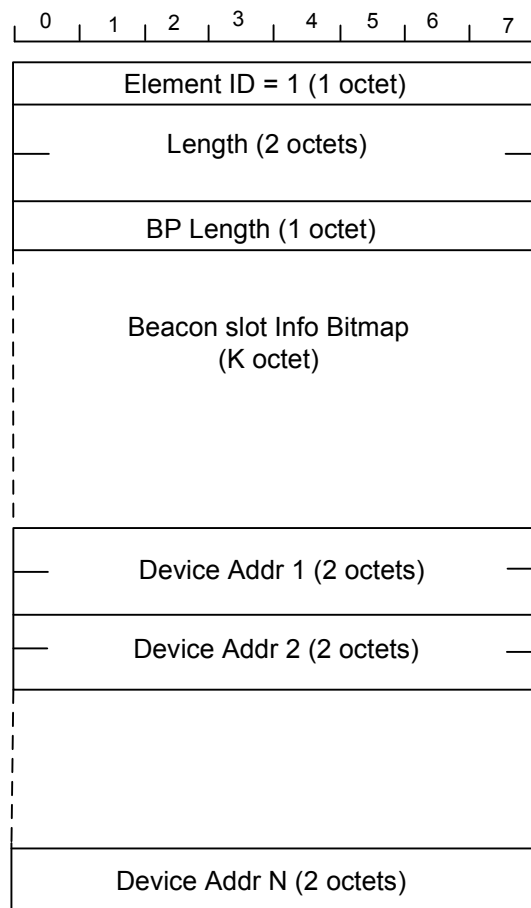 0 1 2 3 4 5 6 7
Element ID = 1 (1 octet)
Length (2 octets)
BP Length (1 octet)
Beacon slot Info Bitmap
(K octet)
Device Addr 1 (2 octets)
Device Addr 2 (2 octets)
Device Addr N (2 octets)